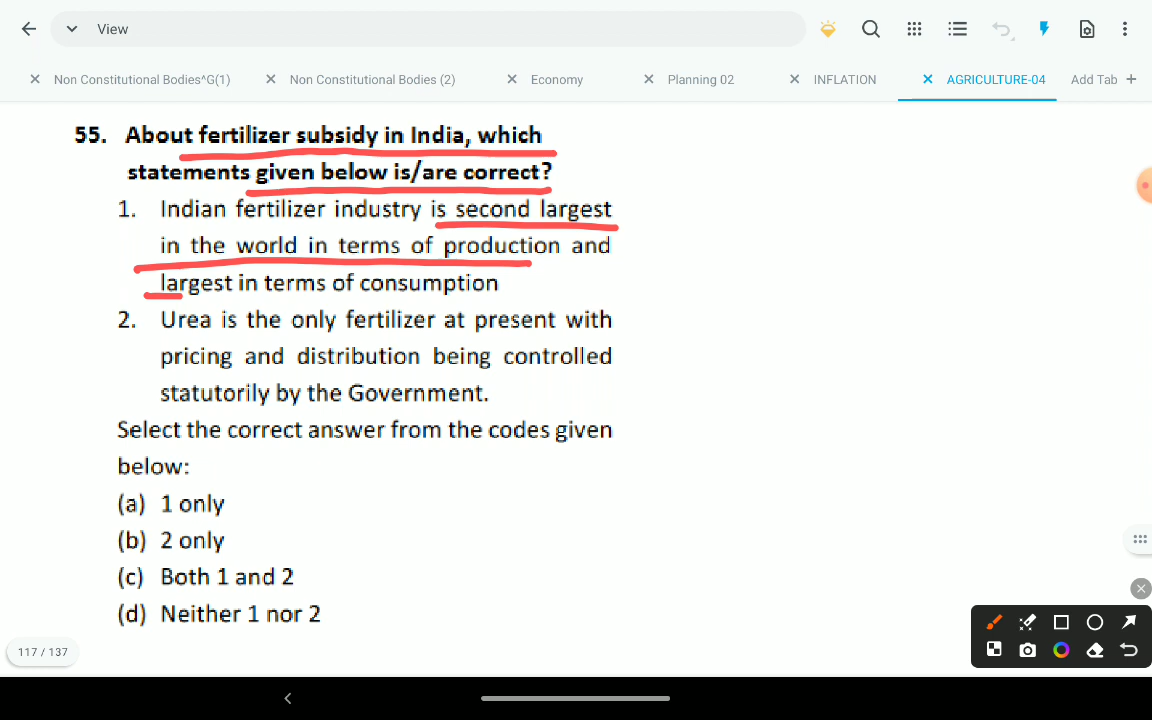 View
Non Constitutional Bodies^G(1)
Non Constitutional Bodies (2)
Economy
Planning 02
INFLATION
AGRICULTURE-04
Add Tab
55. About fertilizer subsidy in India, which
statements given below is/are correct?
1. Indian fertilizer industry is second largest
in the world in terms of production and
largest in terms of consumption
2. Urea is the only fertilizer at present with
pricing and distribution being controlled
statutorily by the Government.
Select the correct answer from the codes given
below:
(a) 1 only
(b) 2 only
(c) Both 1 and 2
(d) Neither 1 nor 2
117 / 137